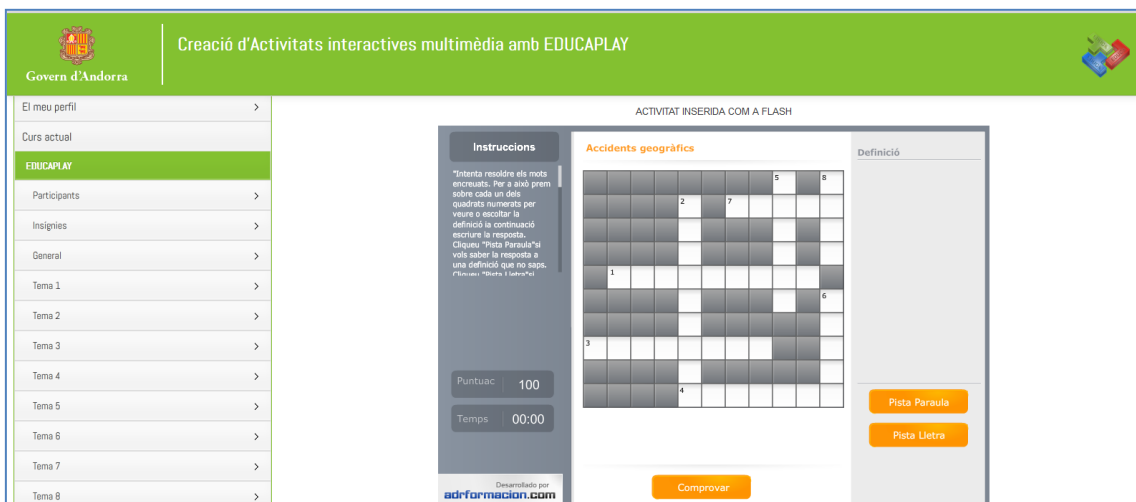 Creació d'Activitats interactives multimèdia amb EDUCAPLAY
Govern d'Andorra
El meu perfil
Curs actual
EDUCAPLAY
Participants
Insignies
General
Tema 1
Tema 2
Tema 3
Tema 4
Tema 5
Tema 6
Tema 7
Tema 8
ACTIVITAT INSERIDA COM A FLASH
Instruccions
"Intenta resoldre els mots
encreuats. Per a això prem
sobre cada un dels
quadrats numerats per
veure o escoltar la
definició ia continuació
escriure la resposta.
Cliqueu "Pista Paraula"si
vols saber la resposta a
una definició que no saps.
Cliqueu "Pista Lletra"si
Puntuac 100
Temps 00:00
Desarrollado por
adrformacion.com
Accidents geogràfics
5 8
2 7
1
6
3
4
Comprovar
Definició
Pista Paraula
Pista Lletra